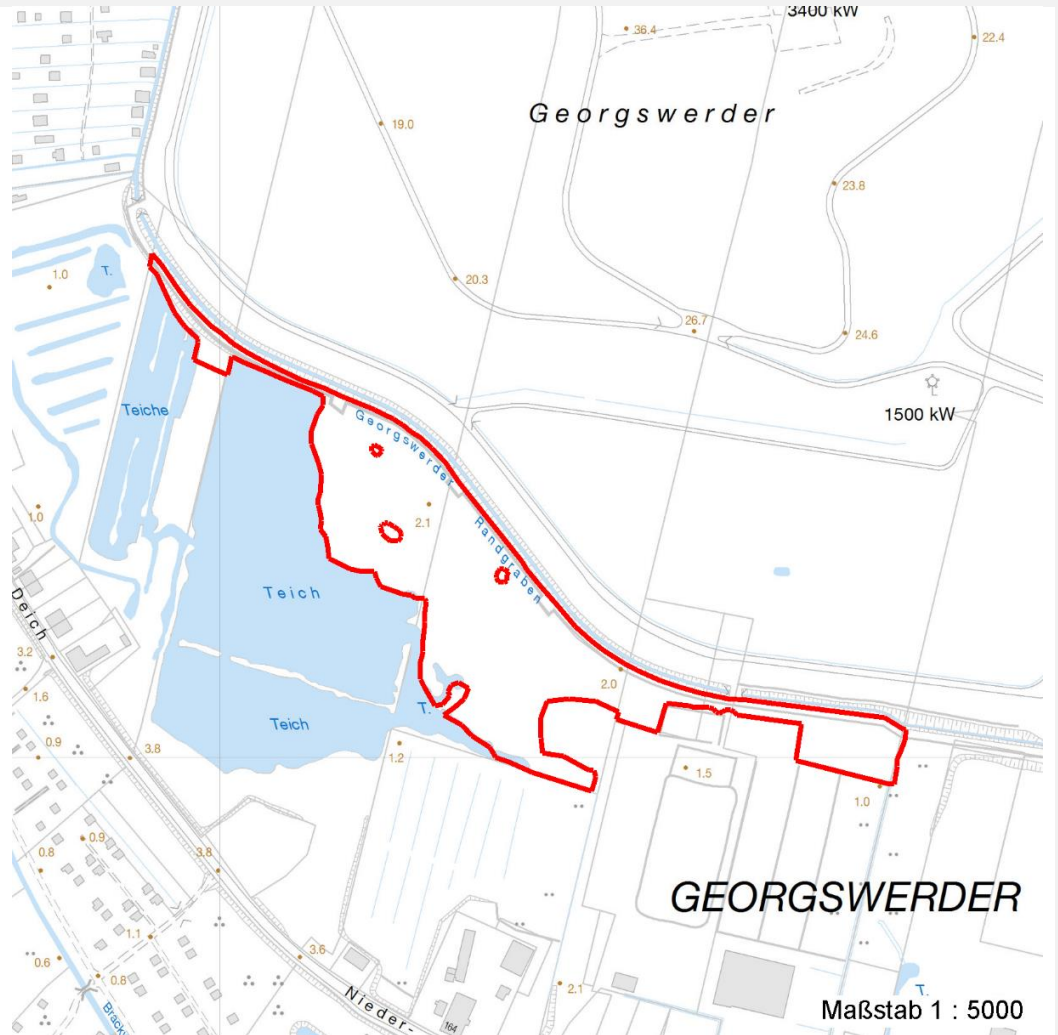 3400 kW
36.4
22.4
Georgswerder
19.0
23.8
T.
1.0
20.3
26.7
24.6
1500 kW
Teiche
Georgswerder Randgraben
1.0
2.1
Teich
Deich
3.2
1.6
2.0
T.
Teich
0.9
3.8
1.2
1.5
1.0
0.9
0.8
3.8
GEORGSWERDER
1.1
0.6
0.8
3.6
2.1
T.
Nieder-
164
Maßstab 1 : 5000